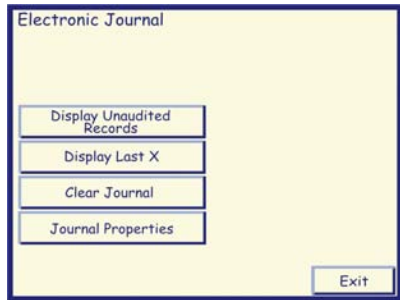 Electronic Journal
Display Unaudited
Records
Display Last X
Clear Journal
Journal Properties
Exit